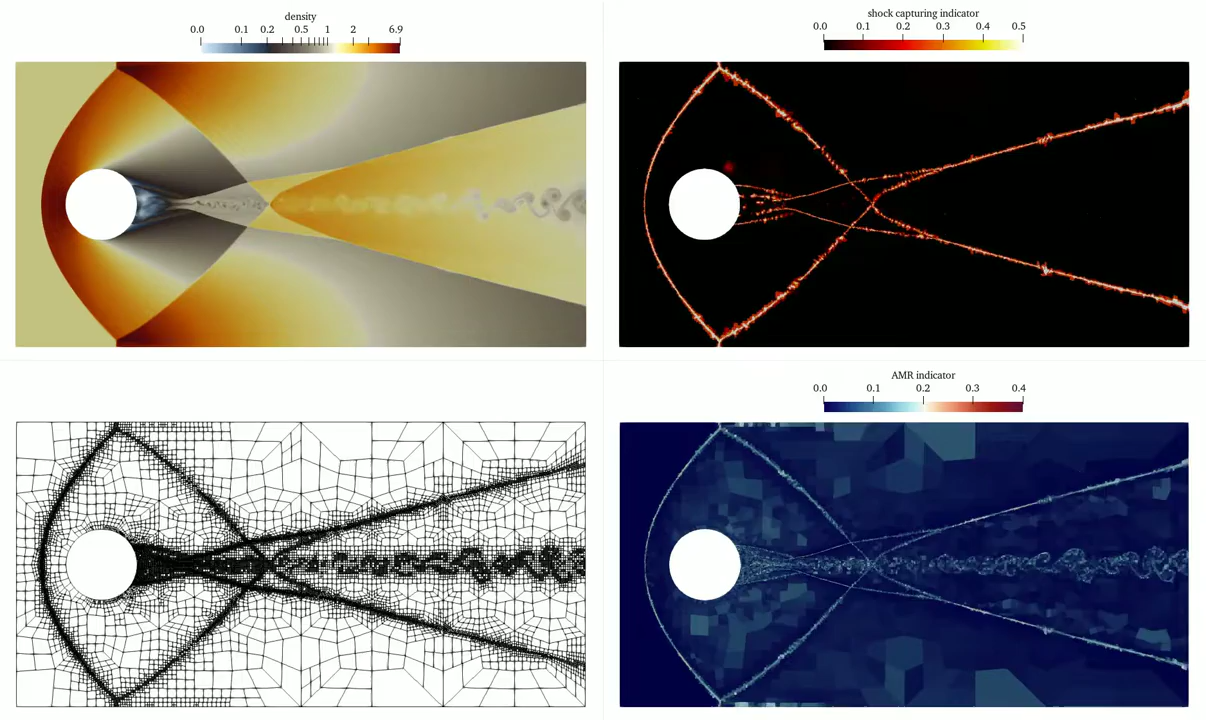 density
0.0 0.1 0.2 0.5 1 2 6.9
shock capturing indicator
0.0 0.1 0.2 0.3 0.4 0.5
AMR indicator
0.0 0.1 0.2 0.3 0.4